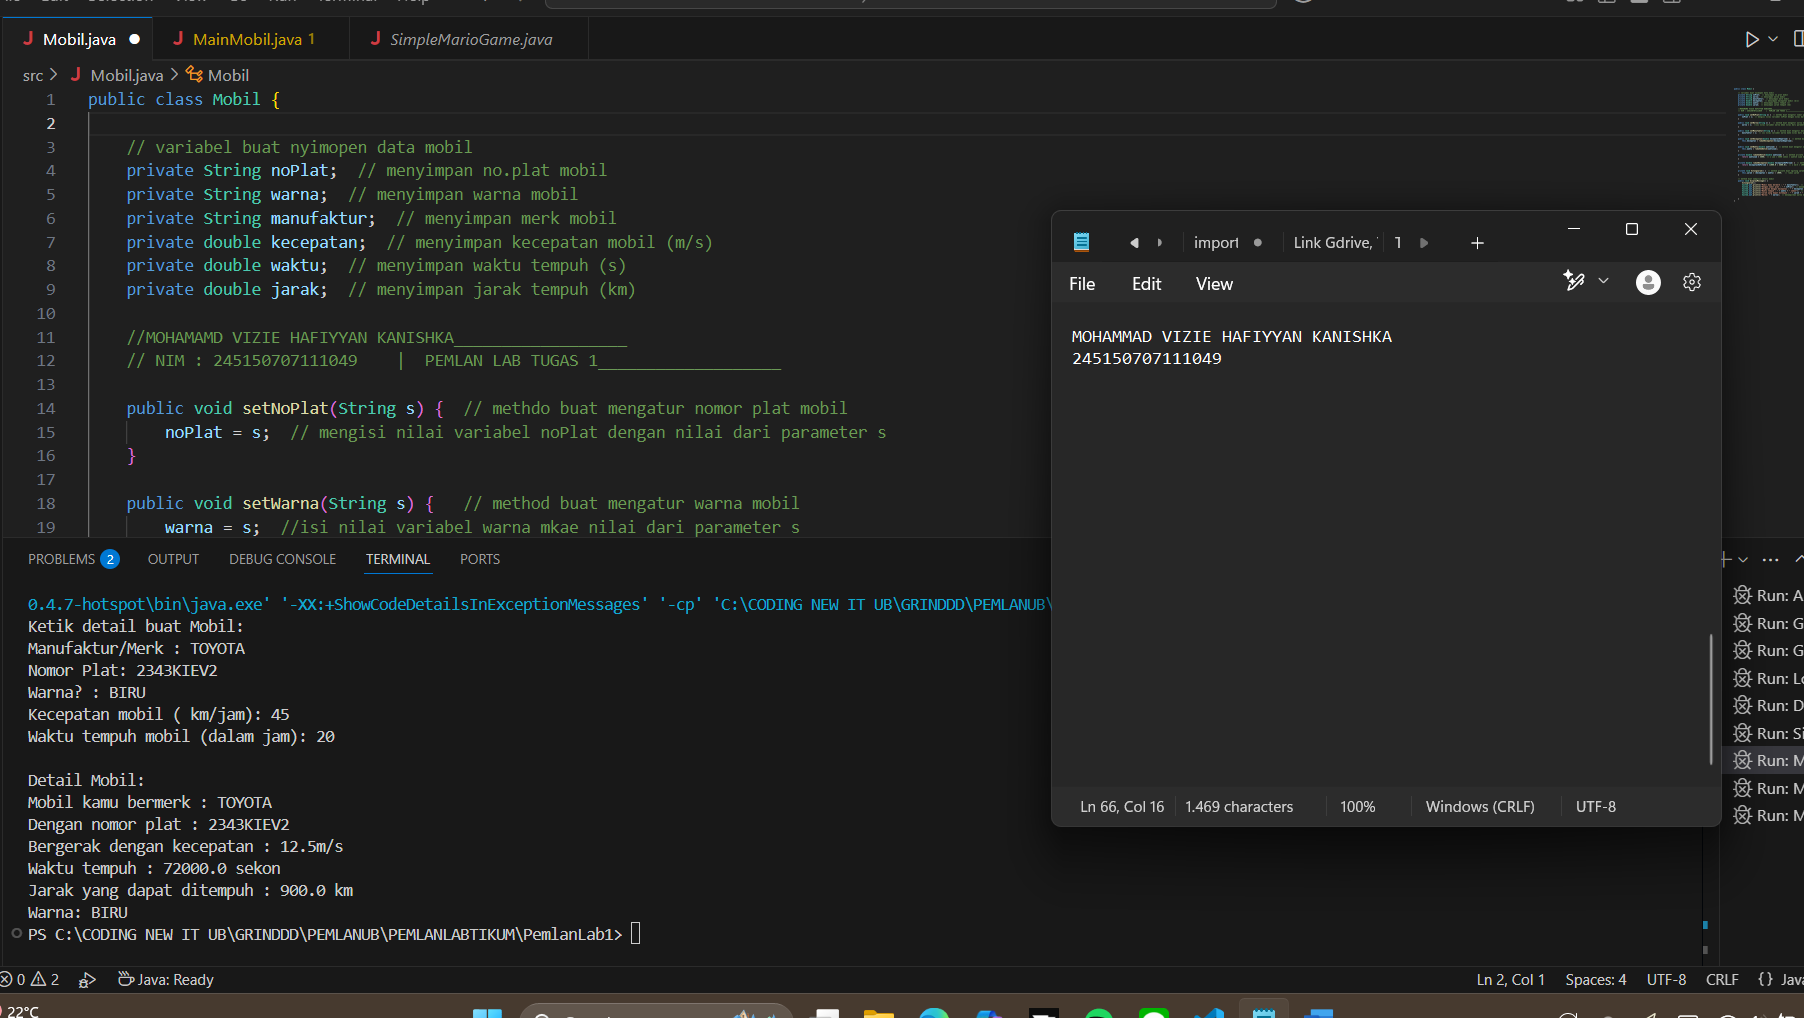 Mobil.java
MainMobil.java 1
SimpleMarioGame.java
src > Mobil.java > Mobil
1 public class Mobil {
2
3 // variabel buat nyimopen data mobil
4 private String noPlat; // menyimpan no.plat mobil
5 private String warna; // menyimpan warna mobil
6 private String manufaktur; // menyimpan merk mobil
7 private double kecepatan; // menyimpan kecepatan mobil (m/s)
8 private double waktu; // menyimpan waktu tempuh (s)
9 private double jarak; // menyimpan jarak tempuh (km)
10
11 //MOHAMAMD VIZIE HAFIYYAN KANISHKA__________________
12 // NIM : 245150707111049 | PEMLAN LAB TUGAS 1___________________
13
14 public void setNoPlat(String s) { // methdo buat mengatur nomor plat mobil
15 noPlat = s; // mengisi nilai variabel noPlat dengan nilai dari parameter s
16 }
17
18 public void setWarna(String s) { // method buat mengatur warna mobil
19 warna = s; //isi nilai variabel warna mkae nilai dari parameter s
import
Link Gdrive,
File Edit View
MOHAMMAD VIZIE HAFIYYAN KANISHKA
245150707111049
Ln 66, Col 16 1.469 characters 100% Windows (CRLF) UTF-8
PROBLEMS 2 OUTPUT DEBUG CONSOLE TERMINAL PORTS
0.4.7-hotspot\bin\java.exe' '-XX:+ShowCodeDetailsInExceptionMessages' '-cp' 'C:\CODING NEW IT UB\GRINDDD\PEMLANUB\
Ketik detail buat Mobil:
Manufaktur/Merk : TOYOTA
Nomor Plat: 2343KIEV2
Warna? : BIRU
Kecepatan mobil ( km/jam): 45
Waktu tempuh mobil (dalam jam): 20
Detail Mobil:
Mobil kamu bermerk : TOYOTA
Dengan nomor plat : 2343KIEV2
Bergerak dengan kecepatan : 12.5m/s
Waktu tempuh : 72000.0 sekon
Jarak yang dapat ditempuh : 900.0 km
Warna: BIRU
PS C:\CODING NEW IT UB\GRINDDD\PEMLANUB\PEMLANLABTIKUM\PemlanLab1>
Run: A
Run: G
Run: G
Run: Lo
Run: D
Run: Si
Run: M
Run: M
Run: M
0 2 Java: Ready
Ln 2, Col 1 Spaces: 4 UTF-8 CRLF {} Java
22°C